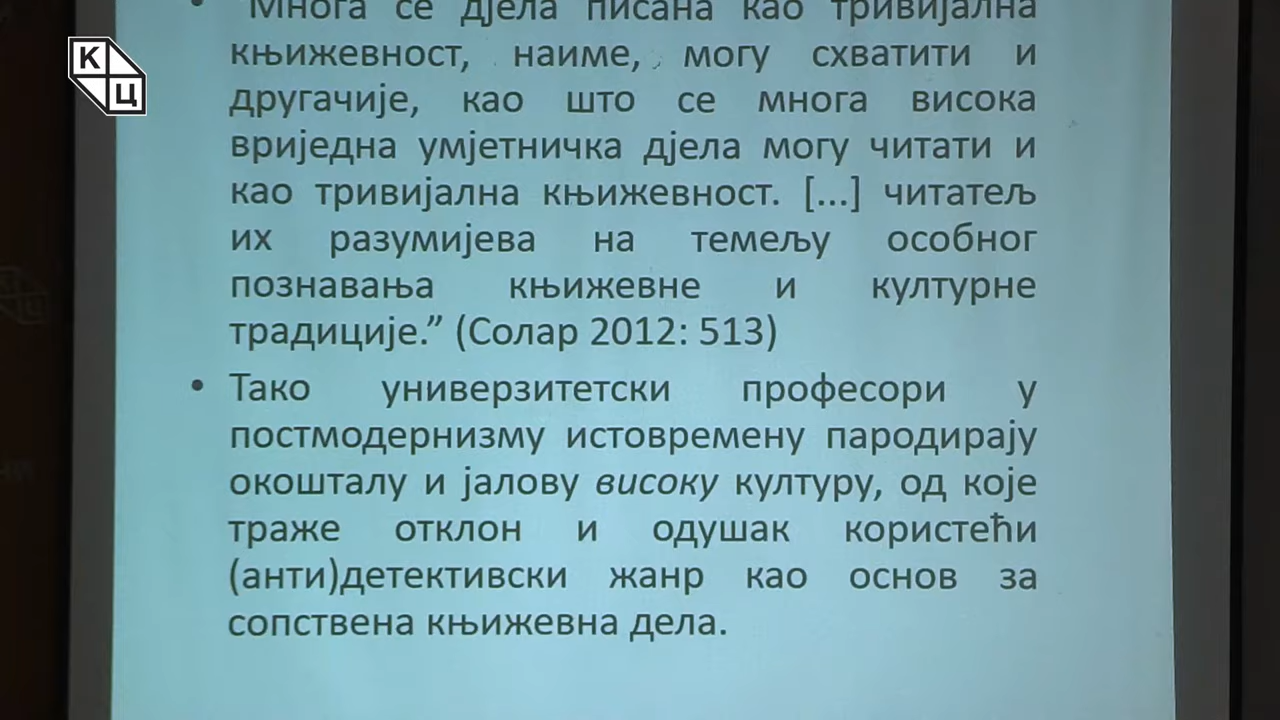 К
Ц
• "Многа се дјела писана као тривијална
књижевност, наиме, могу схватити и
другачије, као што се многа висока
вриједна умјетничка дјела могу читати и
као тривијална књижевност. [...] читатељ
их разумијева на темељу особног
познавања књижевне и културне
традиције.” (Солар 2012: 513)
• Тако универзитетски професори у
постмодернизму истовремену пародирају
окошталу и јалову високу културу, од које
траже отклон и одушак користећи
(анти)детективски жанр као основ за
сопствена књижевна дела.